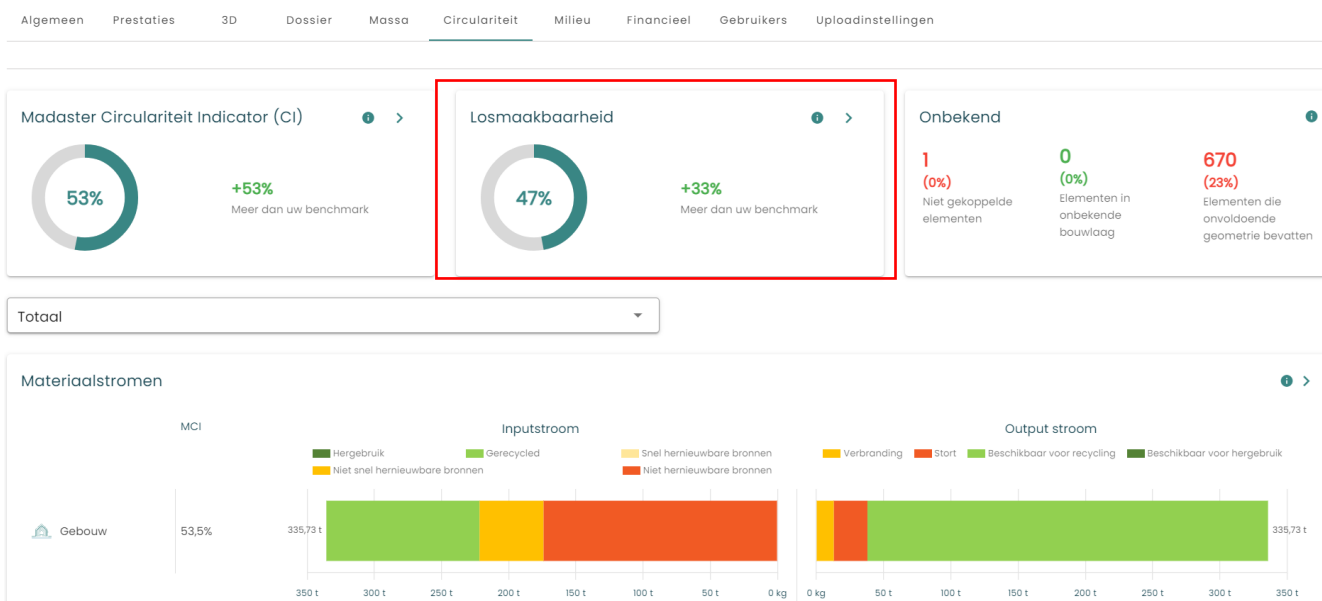 Algemeen Prestaties 3D Dossier Massa Circulariteit Milieu Financieel Gebruikers Uploadinstellingen
Madaster Circulariteit Indicator (CI)
53%
+53%
Meer dan uw benchmark
Losmaakbaarheid
47%
+33%
Meer dan uw benchmark
Onbekend
1
(0%)
Niet gekoppelde
elementen
0
(0%)
Elementen in
onbekende
bouwlaag
670
(23%)
Elementen die
onvoldoende
geometrie bevatten
Totaal
Materiaalstromen
MCI
Inputstroom
Hergebruik Gerecycled Snel hernieuwbare bronnen
Niet snel hernieuwbare bronnen Niet hernieuwbare bronnen
Output stroom
Verbranding Stort Beschikbaar voor recycling Beschikbaar voor hergebruik
Gebouw 53,5% 335,73 t 335,73 t
350 t 300 t 250 t 200 t 150 t 100 t 50 t 0 kg 0 kg 50 t 100 t 150 t 200 t 250 t 300 t 350 t